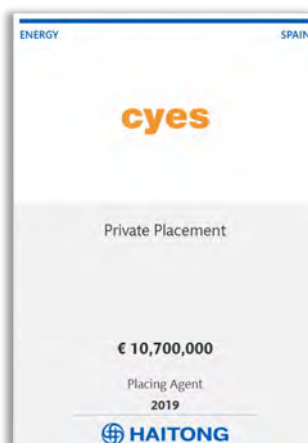 ENERGY SPAIN
cyes
Private Placement
€ 10,700,000
Placing Agent
2019
HAITONG